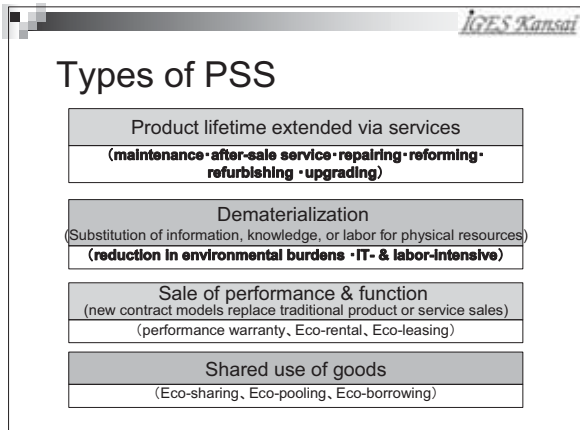 IGES Kansai
Types of PSS
Product lifetime extended via services
(maintenance・after-sale service・repairing・reforming・
refurbishing ・upgrading)
Dematerialization
(Substitution of information, knowledge, or labor for physical resources)
(reduction in environmental burdens ・IT- & labor-intensive)
Sale of performance & function
(new contract models replace traditional product or service sales)
(performance warranty、Eco-rental、Eco-leasing)
Shared use of goods
(Eco-sharing、Eco-pooling、Eco-borrowing)